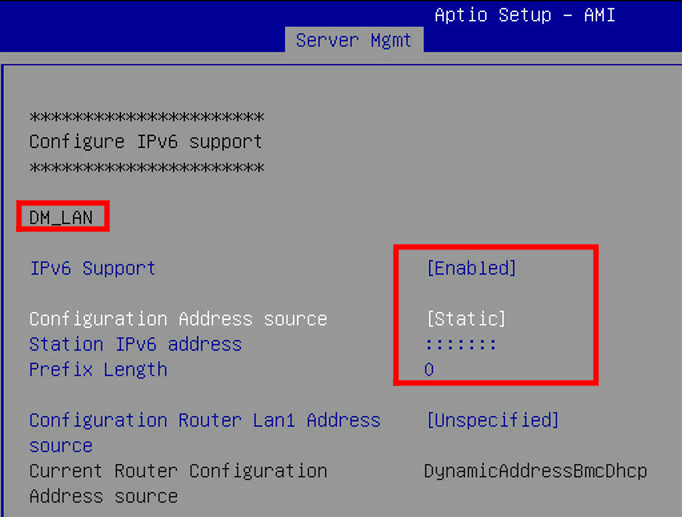 Aptio Setup – AMI
Server Mgmt
**********************
Configure IPv6 support
**********************
DM_LAN
IPv6 Support [Enabled]
Configuration Address source [Static]
Station IPv6 address :::::::
Prefix Length 0
Configuration Router Lan1 Address [Unspecified]
source
Current Router Configuration DynamicAddressBmcDhcp
Address source